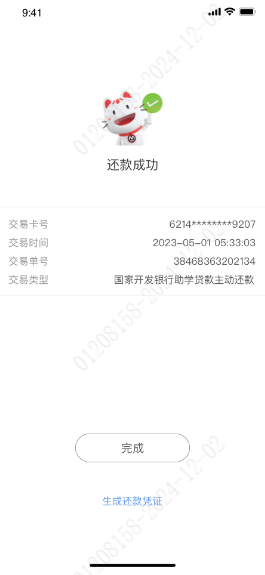 9:41
还款成功
交易卡号 6214********9207
交易时间 2023-05-01 05:33:03
交易单号 38468363202134
交易类型 国家开发银行助学贷款主动还款
完成
生成还款凭证
01208158-2024-12-02
01208158-2024-12-02
01208158-2024-12-02